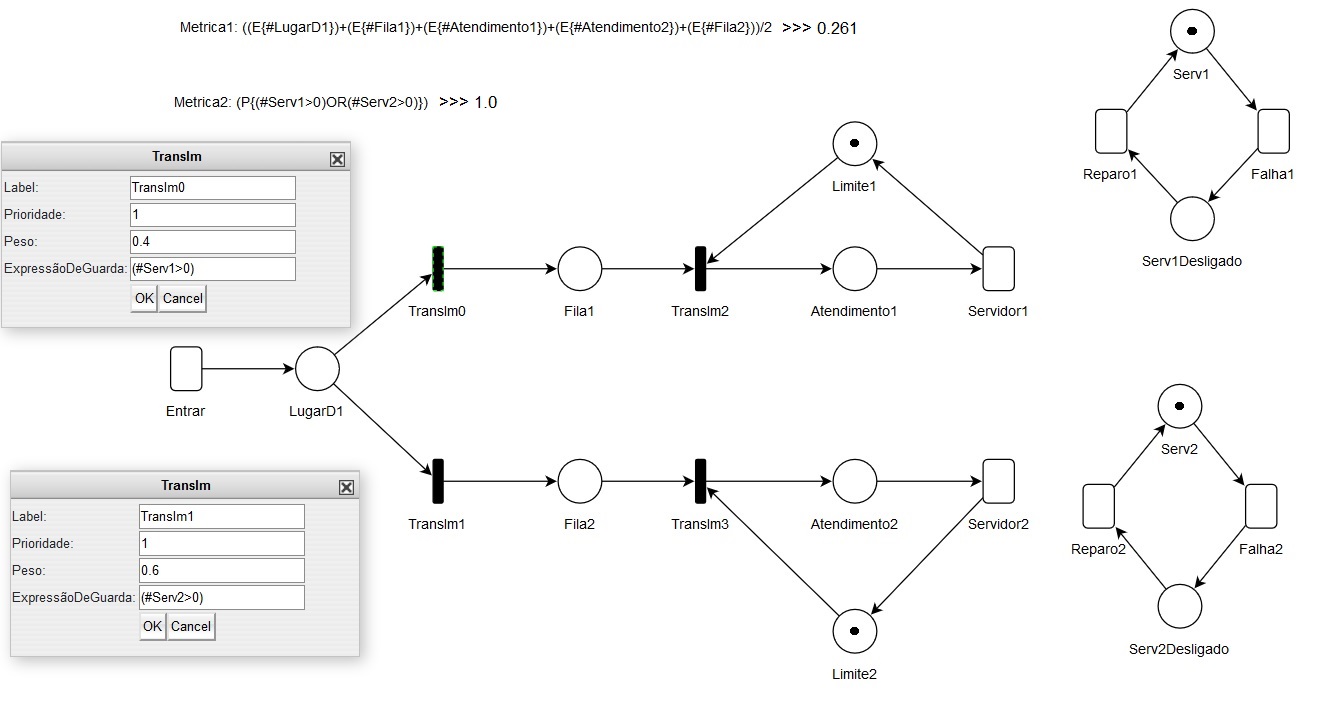 Metrica1: ((E{#LugarD1})+(E{#Fila1})+(E{#Atendimento1})+(E{#Atendimento2})+(E{#Fila2}))/2 >>> 0.261
Metrica2: (P{(#Serv1>0)OR(#Serv2>0)}) >>> 1.0
Serv1
Reparo1
Falha1
Serv1Desligado
TransIm
Label: TransIm0
Prioridade: 1
Peso: 0.4
ExpressãoDeGuarda: (#Serv1>0)
OK Cancel
Limite1
TransIm0
Fila1
TransIm2
Atendimento1
Servidor1
Entrar
LugarD1
TransIm
Label: TransIm1
Prioridade: 1
Peso: 0.6
ExpressãoDeGuarda: (#Serv2>0)
OK Cancel
TransIm1
Fila2
TransIm3
Atendimento2
Servidor2
Limite2
Serv2
Reparo2
Falha2
Serv2Desligado